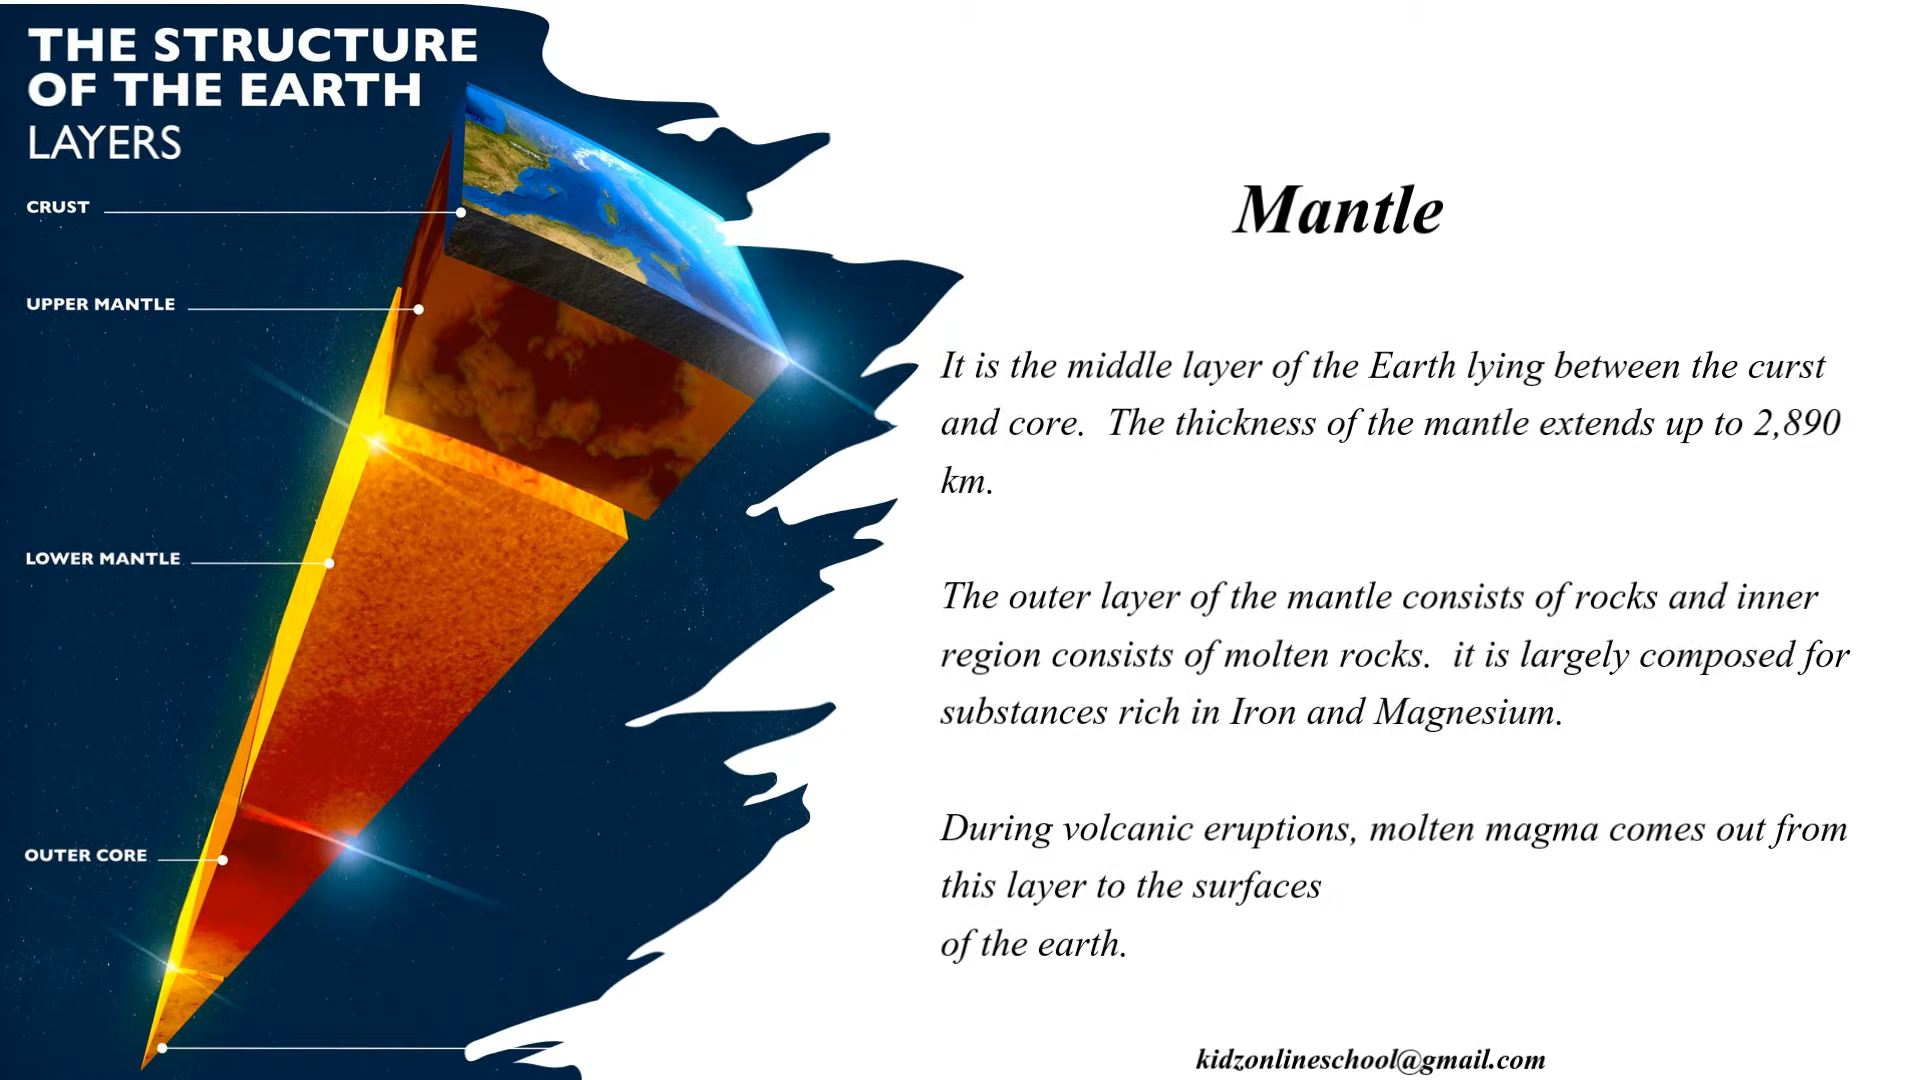 THE STRUCTURE
OF THE EARTH
LAYERS
CRUST
UPPER MANTLE
LOWER MANTLE
OUTER CORE
Mantle
It is the middle layer of the Earth lying between the curst
and core.  The thickness of the mantle extends up to 2,890
km.
The outer layer of the mantle consists of rocks and inner
region consists of molten rocks.  it is largely composed for
substances rich in Iron and Magnesium.
During volcanic eruptions, molten magma comes out from
this layer to the surfaces
of the earth.
kidzonlineschool@gmail.com